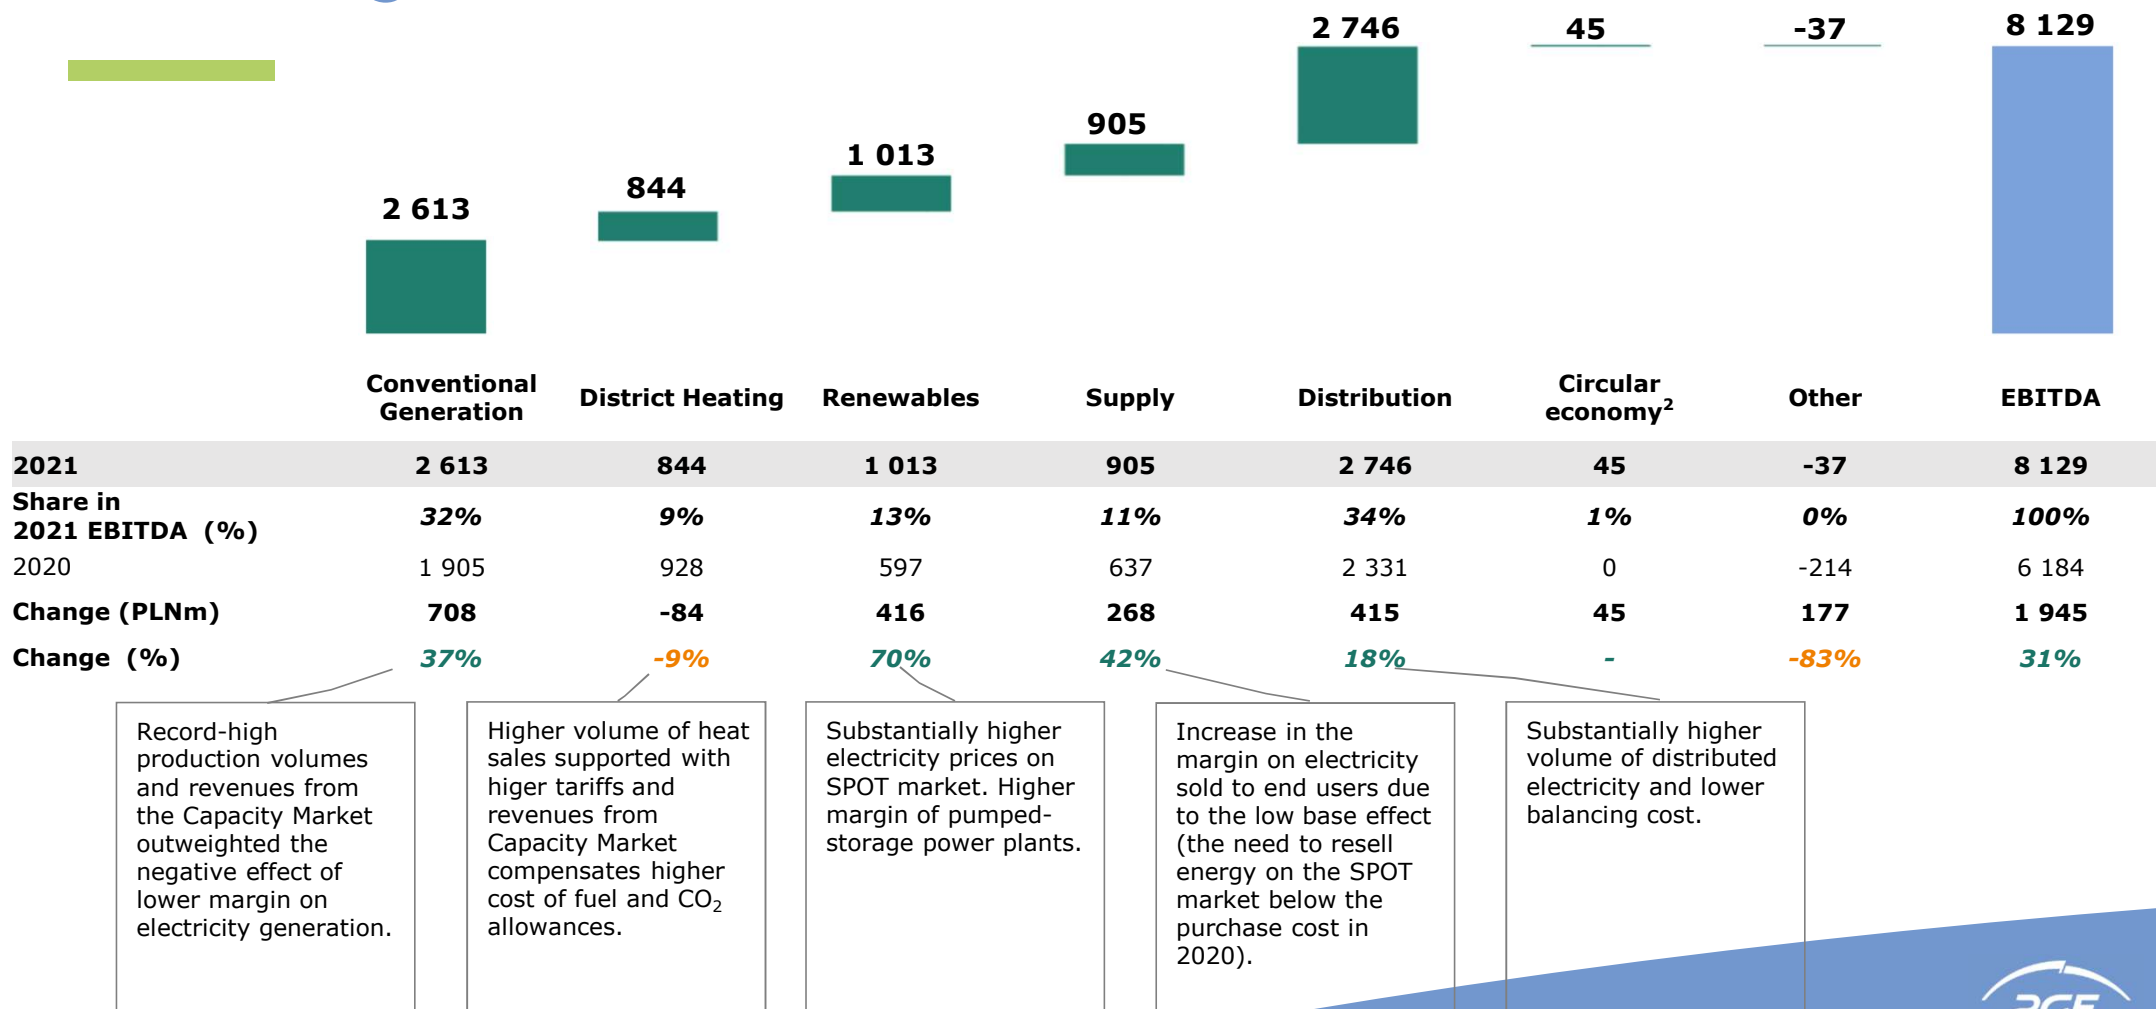 2 613
844
1 013
905
2 746
45
-37
8 129
Conventional
Generation
District Heating
Renewables
Supply
Distribution
Circular
economy2
Other
EBITDA
2021 2 613 844 1 013 905 2 746 45 -37 8 129
Share in
2021 EBITDA (%) 32% 9% 13% 11% 34% 1% 0% 100%
2020 1 905 928 597 637 2 331 0 -214 6 184
Change (PLNm) 708 -84 416 268 415 45 177 1 945
Change (%) 37% -9% 70% 42% 18% - -83% 31%
Record-high
production volumes
and revenues from
the Capacity Market
outweighted the
negative effect of
lower margin on
electricity generation.
Higher volume of heat
sales supported with
higer tariffs and
revenues from
Capacity Market
compensates higher
cost of fuel and CO2
allowances.
Substantially higher
electricity prices on
SPOT market. Higher
margin of pumped-
storage power plants.
Increase in the
margin on electricity
sold to end users due
to the low base effect
(the need to resell
energy on the SPOT
market below the
purchase cost in
2020).
Substantially higher
volume of distributed
electricity and lower
balancing cost.
PGE